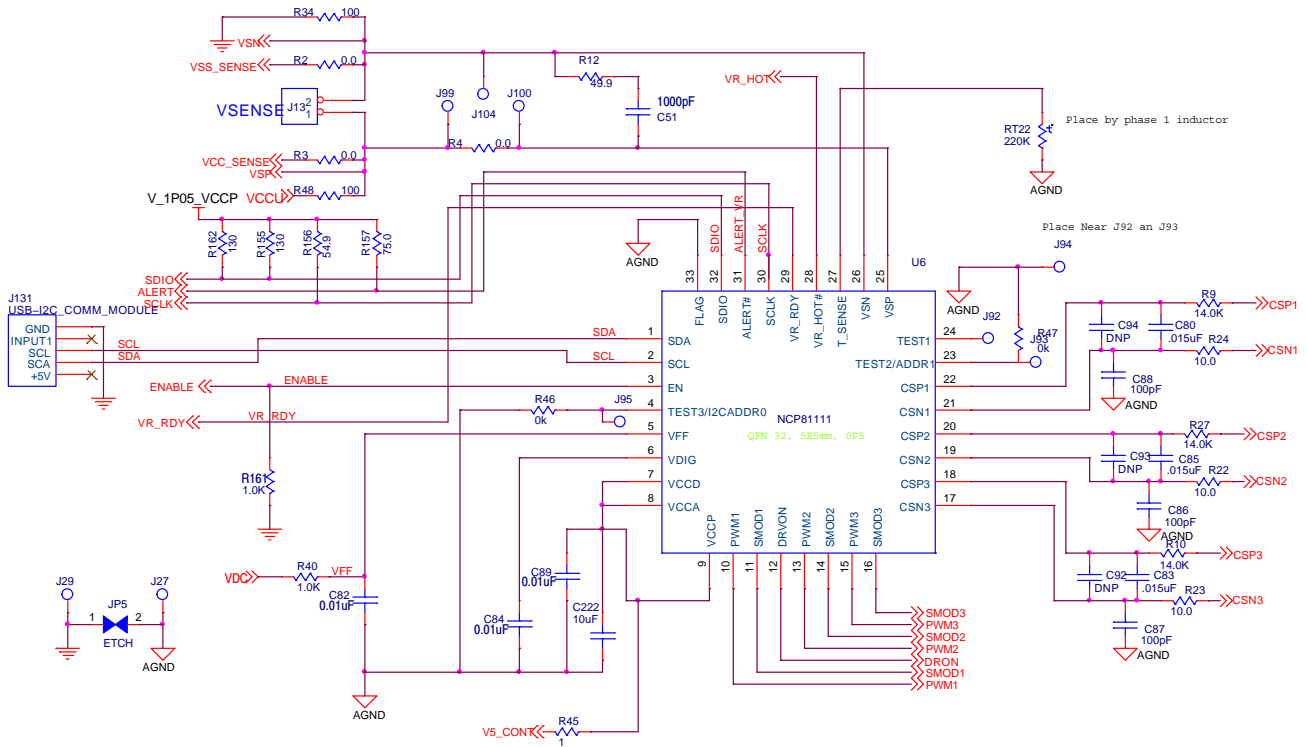 R34 100
VSN
VSS_SENSE R2 0.0
VSENSE J13 2 1
VCC_SENSE R3 0.0
VSP
V_1P05_VCCP VCCU R48 100
J99
J104
J100
R4 0.0
R12
49.9
1000pF
C51
VR_HOT
RT22
220K
t
Place by phase 1 inductor
AGND
R162 130
R155 130
R156 54.9
R157 75.0
SDIO
ALERT
SCLK
AGND
SDIO
ALERT_VR
SCLK
Place Near J92 an J93
J94
AGND
U6
33 32 31 30 29 28 27 26 25
FLAG SDIO ALERT# SCLK VR_RDY VR_HOT# T_SENSE VSN VSP
J131
USB-I2C_COMM_MODULE
GND
INPUT1
SCL
SCA
+5V
SCL
SDA
SDA
SCL
ENABLE ENABLE
VR_RDY VR_RDY
1 SDA
2 SCL
3 EN
4 TEST3/I2CADDR0
5 VFF
6 VDIG
7 VCCD
8 VCCA
NCP81111
QFN 32, 5X5mm, 0P5
TEST1 24
TEST2/ADDR1 23
CSP1 22
CSN1 21
CSP2 20
CSN2 19
CSP3 18
CSN3 17
VCCP PWM1 SMOD1 DRVON PWM2 SMOD2 PWM3 SMOD3
9 10 11 12 13 14 15 16
J92
R47
0k
J93
R46
0k
J95
R161
1.0K
C94
DNP
C80
.015uF
R9
14.0K
CSP1
R24
10.0
CSN1
C88
100pF
AGND
R27
14.0K
CSP2
C93
DNP
C85
.015uF
R22
10.0
CSN2
C86
100pF
AGND
R10
14.0K
CSP3
C92
DNP
C83
.015uF
R23
10.0
CSN3
C87
100pF
AGND
VDC R40
1.0K
VFF
C82
0.01uF
C84
0.01uF
C89
0.01uF
C222
10uF
AGND
J29
J27
JP5
1 2
ETCH
AGND
SMOD3
PWM3
SMOD2
PWM2
DRON
SMOD1
PWM1
V5_CONT R45
1